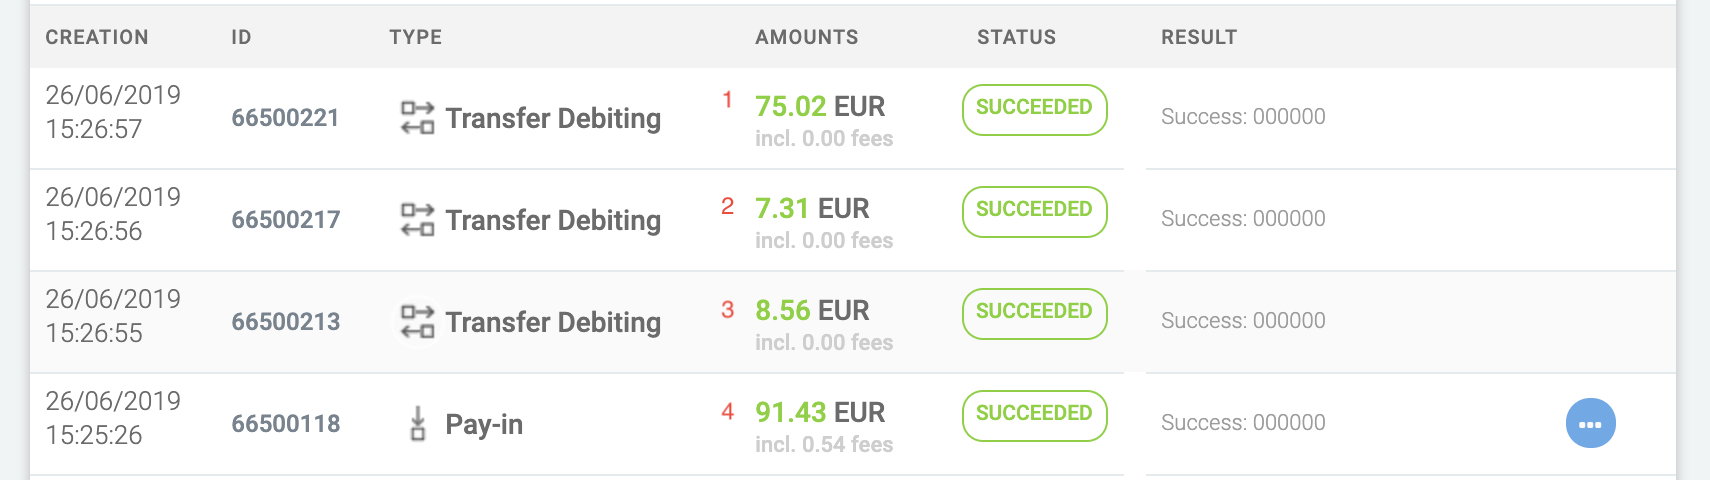 CREATION ID TYPE AMOUNTS STATUS RESULT
26/06/2019
15:26:57
66500221
Transfer Debiting
1
75.02 EUR
incl. 0.00 fees
SUCCEEDED
Success: 000000
26/06/2019
15:26:56
66500217
Transfer Debiting
2
7.31 EUR
incl. 0.00 fees
SUCCEEDED
Success: 000000
26/06/2019
15:26:55
66500213
Transfer Debiting
3
8.56 EUR
incl. 0.00 fees
SUCCEEDED
Success: 000000
26/06/2019
15:25:26
66500118
Pay-in
4
91.43 EUR
incl. 0.54 fees
SUCCEEDED
Success: 000000